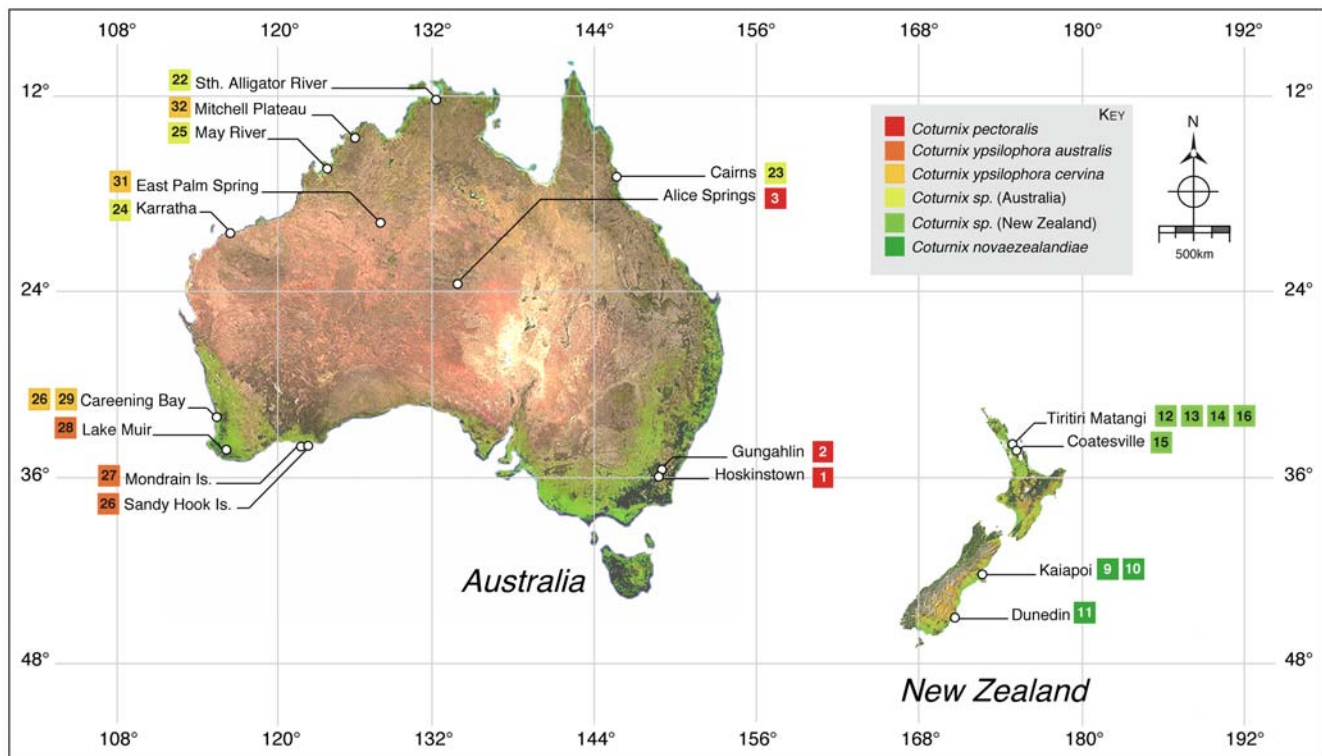 108° 120° 132° 144° 156° 168° 180° 192°
12° 12°
22 Sth. Alligator River
32 Mitchell Plateau
25 May River
31 East Palm Spring
24 Karratha
Cairns 23
Alice Springs 3
KEY
Coturnix pectoralis
Coturnix ypsilophora australis
Coturnix ypsilophora cervina
Coturnix sp. (Australia)
Coturnix sp. (New Zealand)
Coturnix novaezealandiae
N
500km
24° 24°
26 29 Careening Bay
28 Lake Muir
27 Mondrain Is.
26 Sandy Hook Is.
Gungahlin 2
Hoskinstown 1
Tiritiri Matangi 12 13 14 16
Coatesville 15
36° 36°
Kaiapoi 9 10
Dunedin 11
Australia
48° 48°
New Zealand
108° 120° 132° 144° 156° 168° 180° 192°